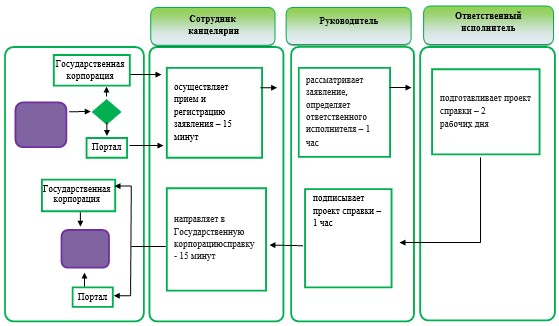 Сотрудник
канцелярии
Руководитель
Ответственный
исполнитель
Государственная
корпорация
Портал
осуществляет
прием и
регистрацию
заявления – 15
минут
рассматривает
заявление,
определяет
ответственного
исполнителя – 1
час
подготавливает проект
справки – 2
рабочих дня
Государственная
корпорация
Портал
направляет в
Государственную
корпорациюсправку
- 15 минут
подписывает
проект справки –
1 час